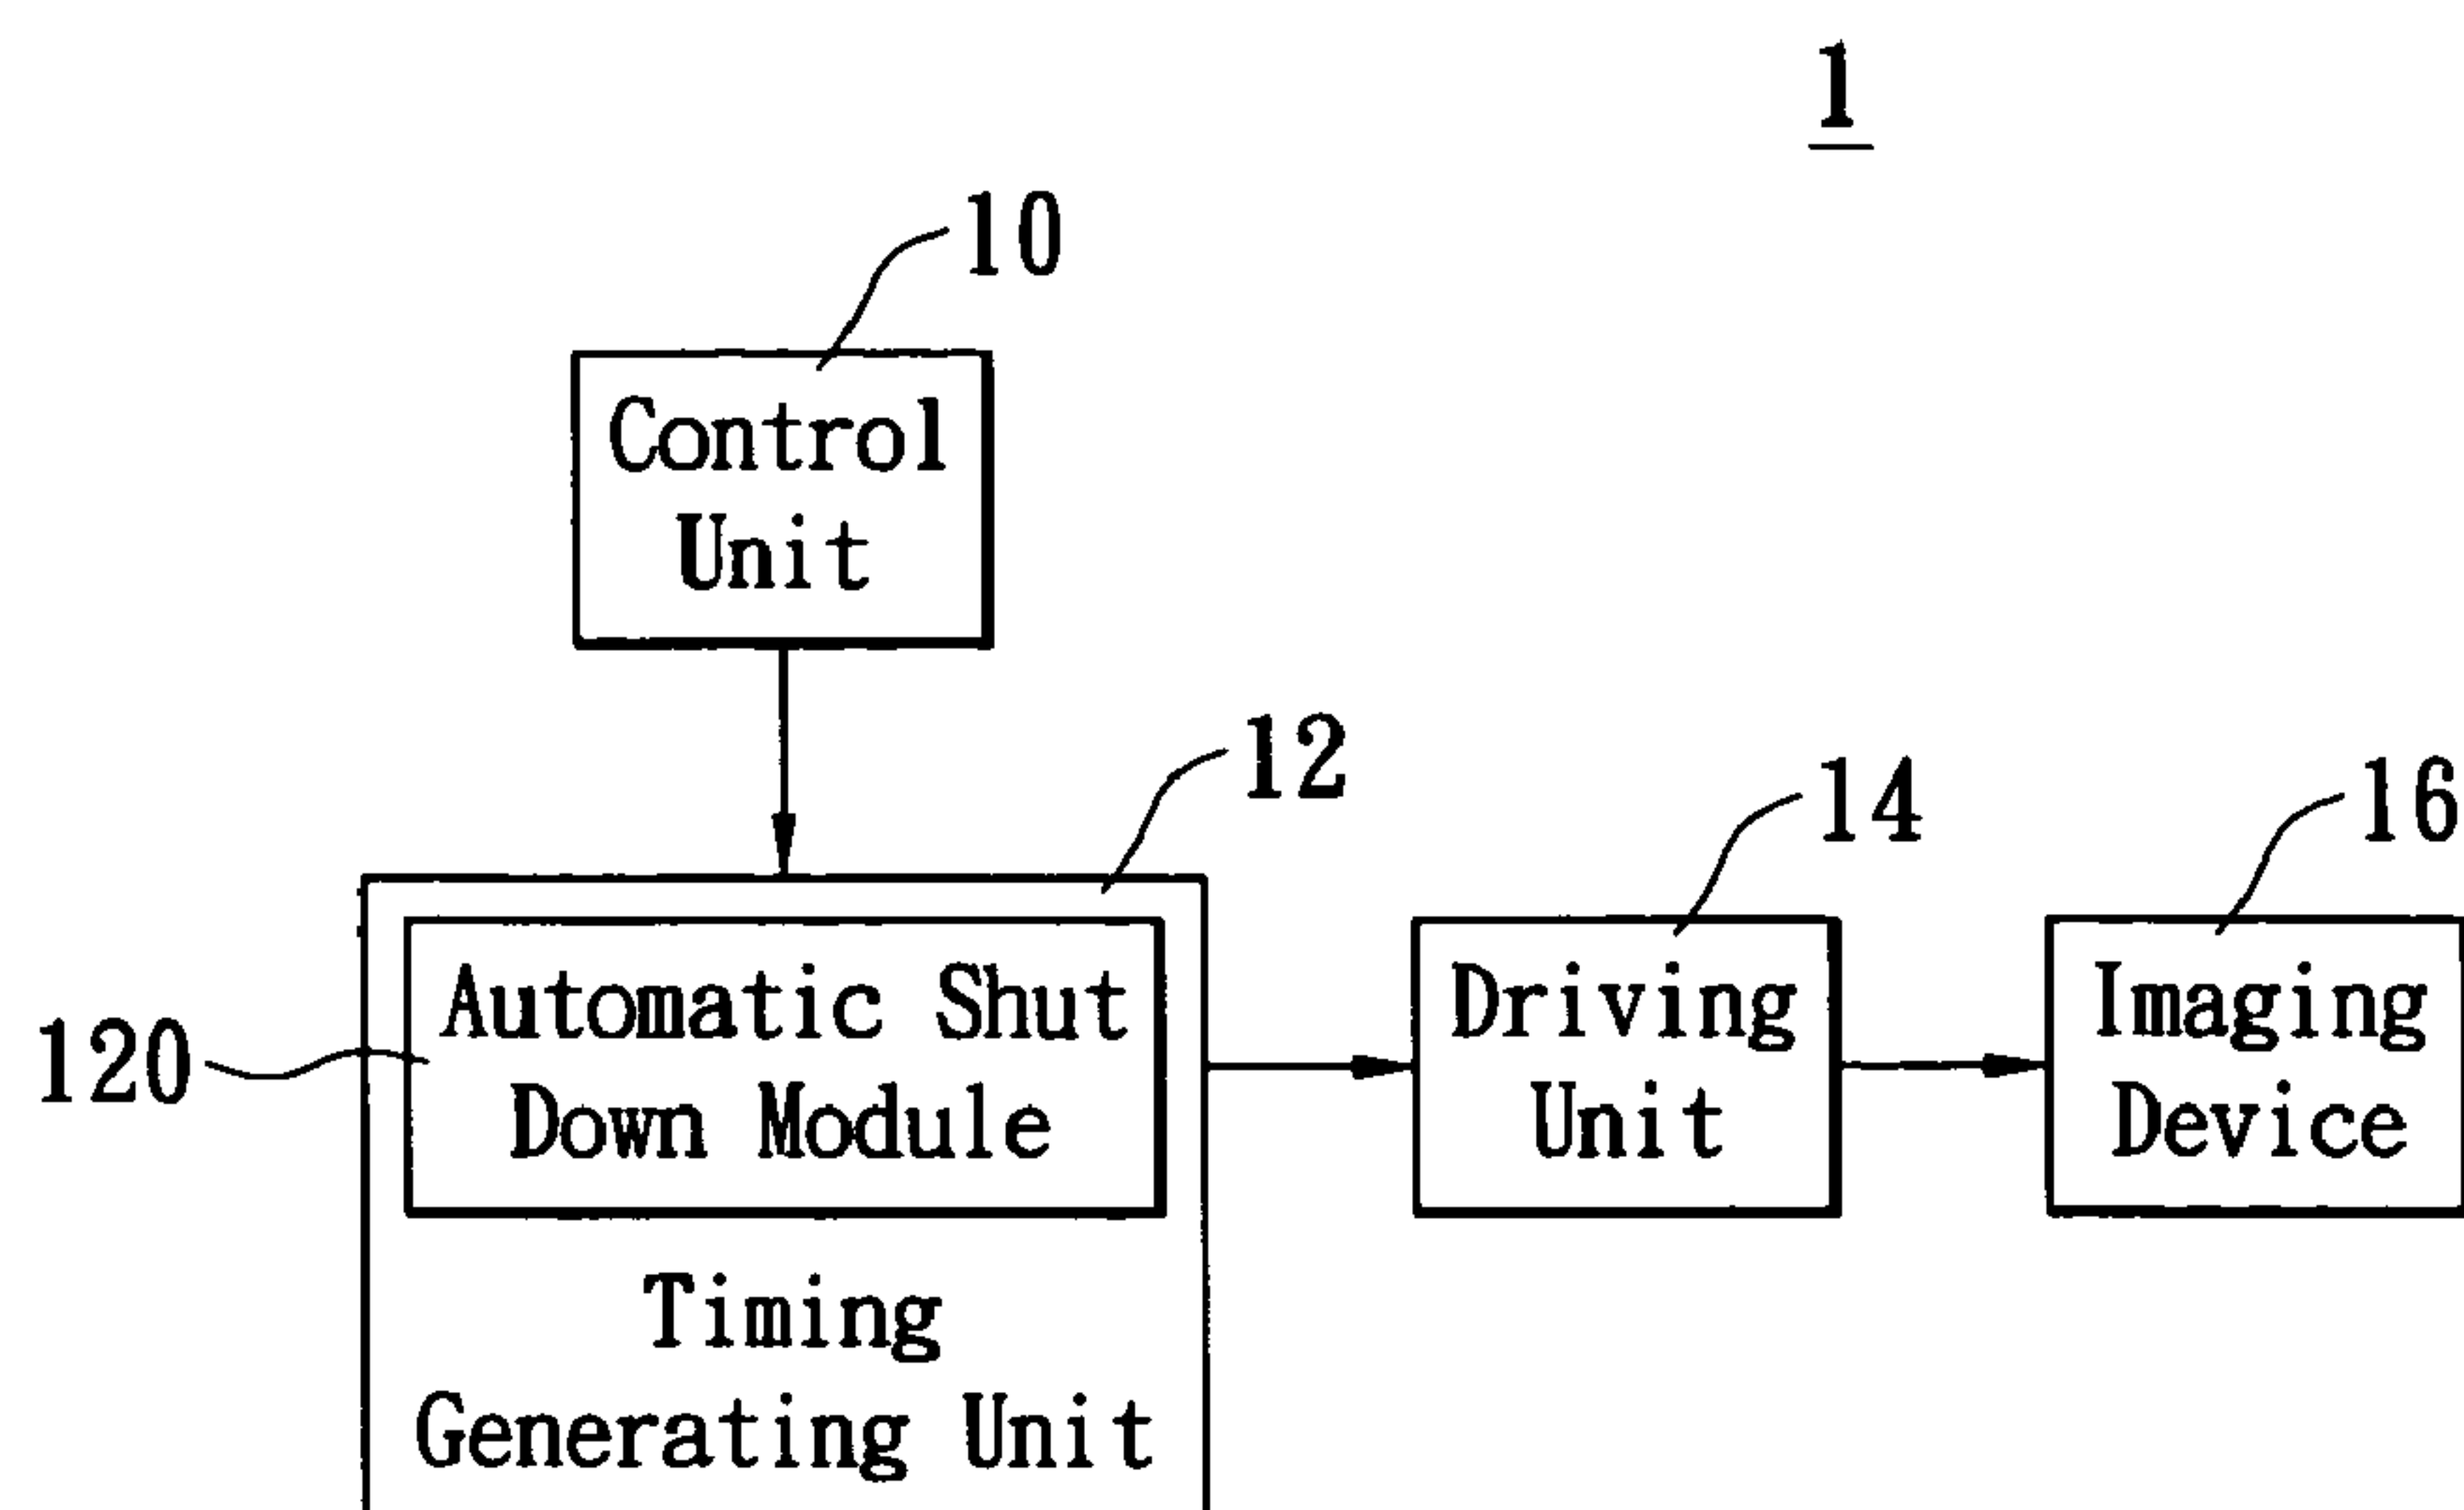 1
10
Control
Unit
12
14
16
120
Automatic Shut
Down Module
Driving
Unit
Imaging
Device
Timing
Generating Unit